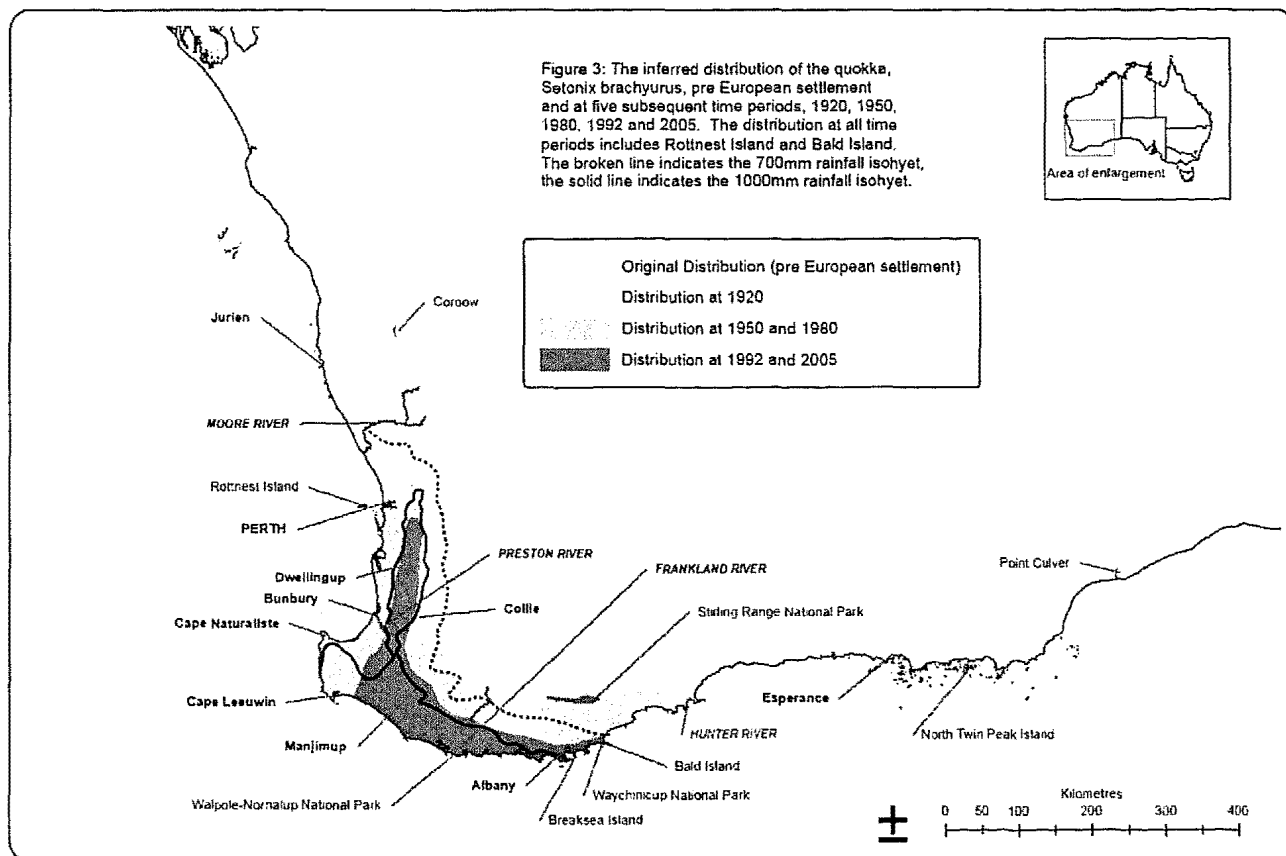 Figure 3: The inferred distribution of the quokka,
Setonix brachyurus, pre European settlement
and at five subsequent time periods, 1920, 1950,
1980, 1992 and 2005. The distribution at all time
periods includes Rottnest Island and Bald Island.
The broken line indicates the 700mm rainfall isohyet,
the solid line indicates the 1000mm rainfall isohyet.
Area of enlargement
Original Distribution (pre European settlement)
Distribution at 1920
Distribution at 1950 and 1980
Distribution at 1992 and 2005
Coroow
Jurien
MOORE RIVER
Rottnest Island
PERTH
PRESTON RIVER
FRANKLAND RIVER
Point Culver
Dwellingup
Bunbury
Collie
Stirling Range National Park
Cape Naturaliste
Esperance
Cape Leeuwin
HUNTER RIVER
North Twin Peak Island
Manjimup
Bald Island
Albany
Waychinicup National Park
Walpole-Nornalup National Park
Breaksea Island
Kilometres
0 50 100 200 300 400